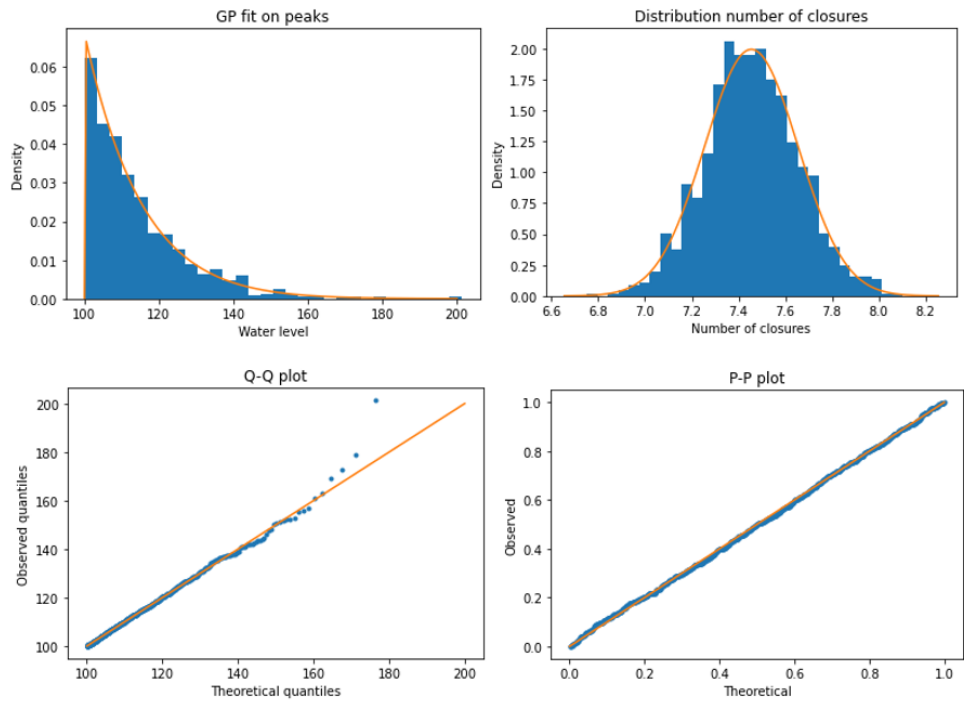 GP fit on peaks
Density
0.06
0.05
0.04
0.03
0.02
0.01
0.00
100 120 140 160 180 200
Water level
Distribution number of closures
Density
2.00
1.75
1.50
1.25
1.00
0.75
0.50
0.25
0.00
6.6 6.8 7.0 7.2 7.4 7.6 7.8 8.0 8.2
Number of closures
Q-Q plot
Observed quantiles
200
180
160
140
120
100
100 120 140 160 180 200
Theoretical quantiles
P-P plot
Observed
1.0
0.8
0.6
0.4
0.2
0.0
0.0 0.2 0.4 0.6 0.8 1.0
Theoretical